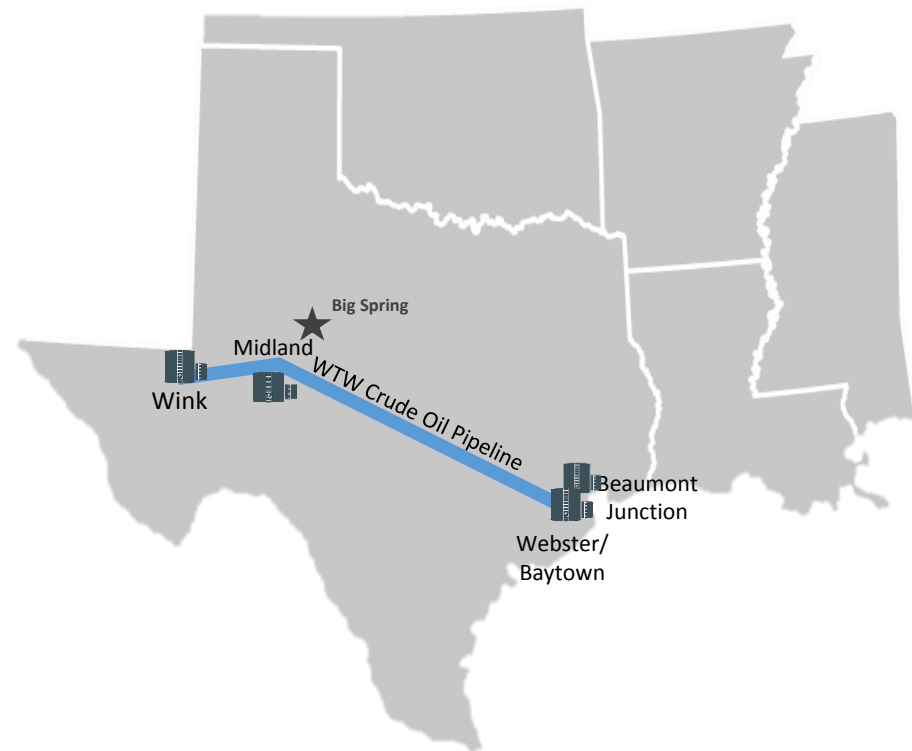 Big Spring
Midland
WTW Crude Oil Pipeline
Wink
Beaumont
Junction
Webster/
Baytown